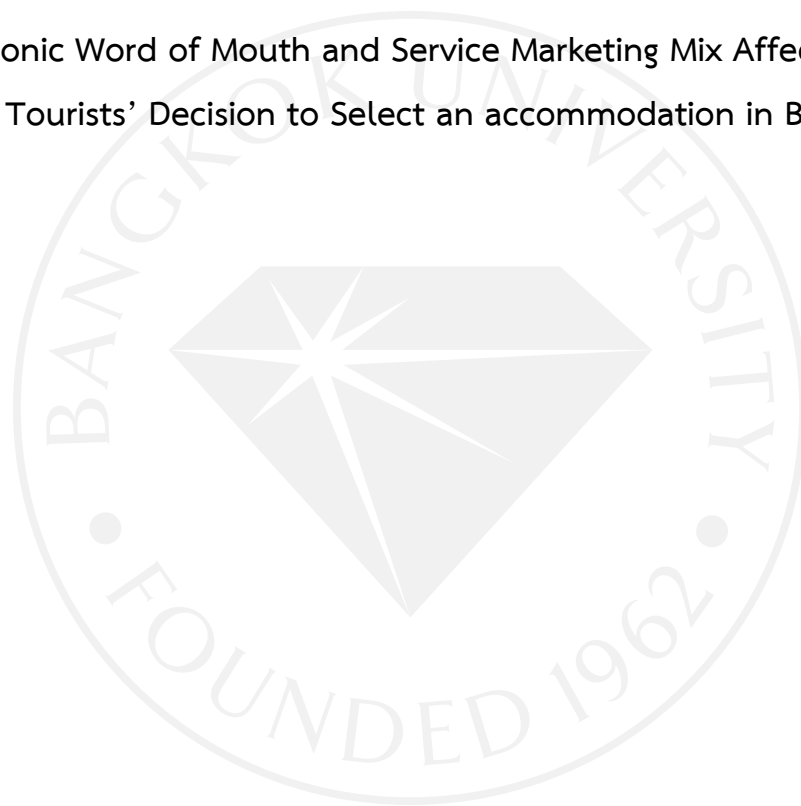 onic Word of Mouth and Service Marketing Mix Affec
Tourists’ Decision to Select an accommodation in B
BANGKOK UNIVERSITY
• FOUNDED 1962 •